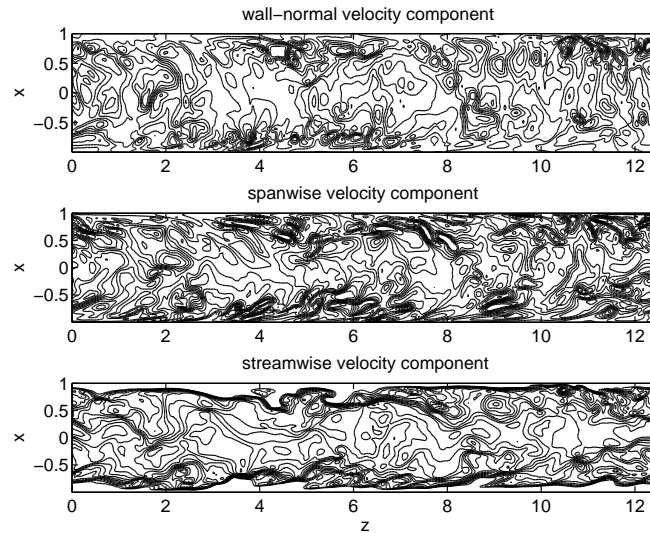 wall−normal velocity component
1
0.5
0
−0.5
x
0 2 4 6 8 10 12
spanwise velocity component
1
0.5
0
−0.5
x
0 2 4 6 8 10 12
streamwise velocity component
1
0.5
0
−0.5
x
0 2 4 6 8 10 12
z